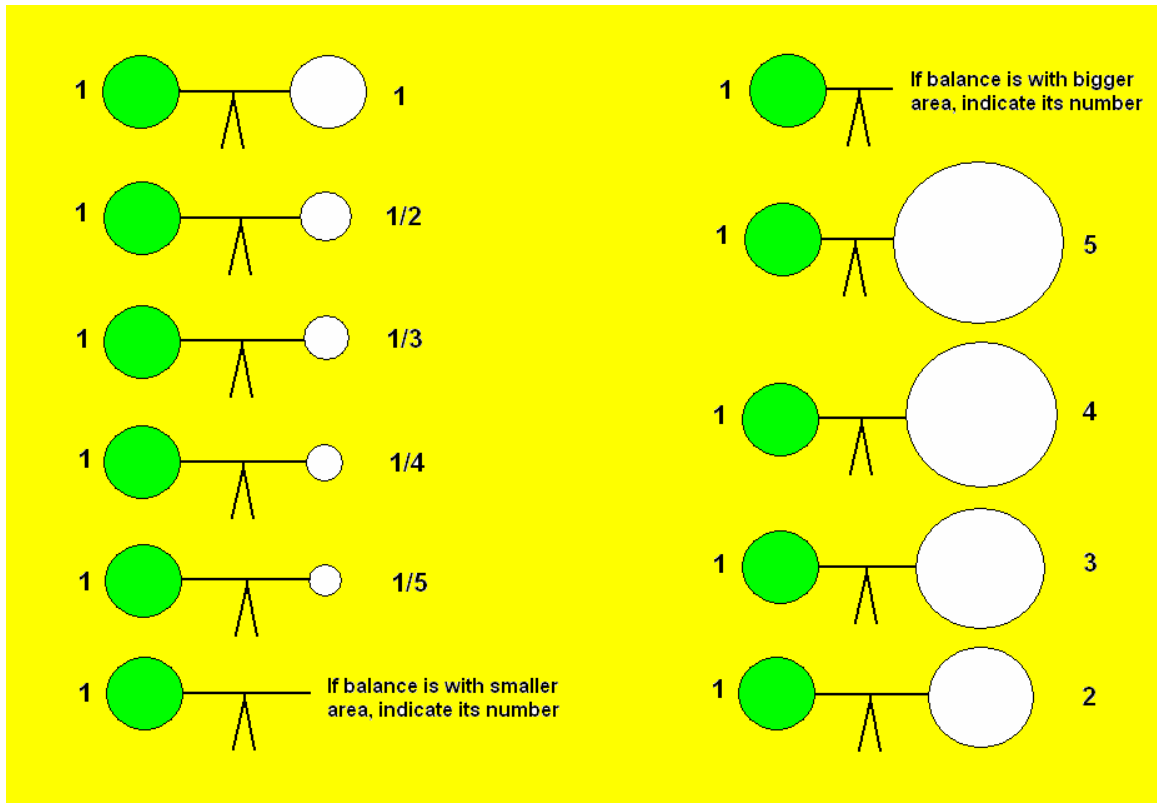 1 1
1 1/2
1 1/3
1 1/4
1 1/5
1 If balance is with smaller
area, indicate its number
1 If balance is with bigger
area, indicate its number
1 5
1 4
1 3
1 2